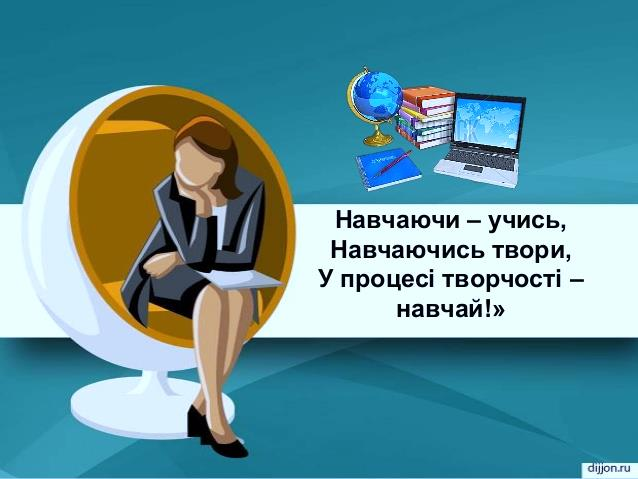 Навчаючи – учись,
Навчаючись твори,
У процесі творчості –
навчай!»
dijjon.ru